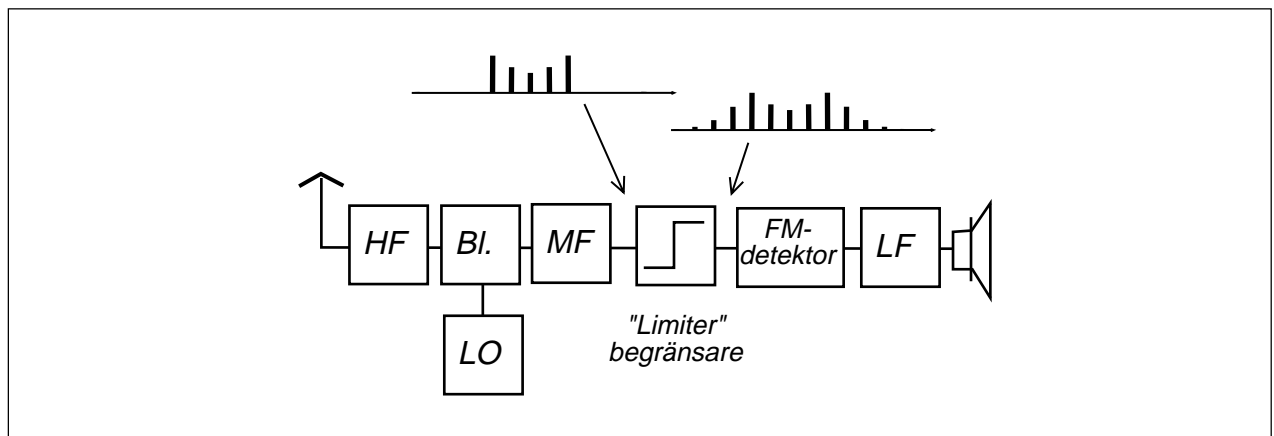 HF
Bl.
MF
FM-
detektor
LF
LO
"Limiter"
begränsare